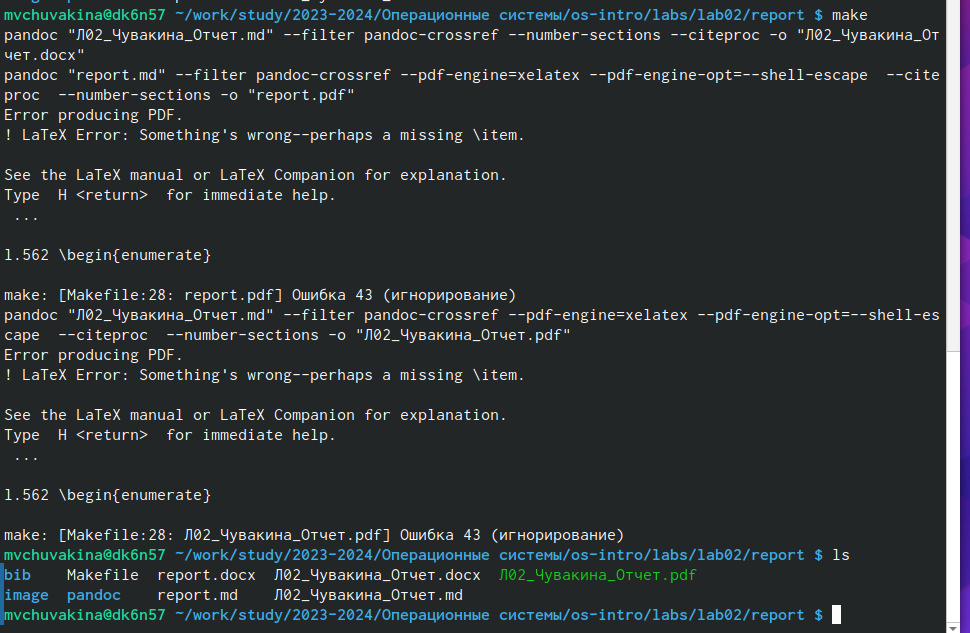 mvchuvakina@dk6n57 ~/work/study/2023-2024/Операционные системы/os-intro/labs/lab02/report $ make
pandoc "Л02_Чувакина_Отчет.md" --filter pandoc-crossref --number-sections --citeproc -o "Л02_Чувакина_От
чет.docx"
pandoc "report.md" --filter pandoc-crossref --pdf-engine=xelatex --pdf-engine-opt=--shell-escape  --cite
proc  --number-sections -o "report.pdf"
Error producing PDF.
! LaTeX Error: Something's wrong--perhaps a missing \item.
See the LaTeX manual or LaTeX Companion for explanation.
Type  H <return>  for immediate help.
 ...
l.562 \begin{enumerate}
make: [Makefile:28: report.pdf] Ошибка 43 (игнорирование)
pandoc "Л02_Чувакина_Отчет.md" --filter pandoc-crossref --pdf-engine=xelatex --pdf-engine-opt=--shell-es
cape  --citeproc  --number-sections -o "Л02_Чувакина_Отчет.pdf"
Error producing PDF.
! LaTeX Error: Something's wrong--perhaps a missing \item.
See the LaTeX manual or LaTeX Companion for explanation.
Type  H <return>  for immediate help.
 ...
l.562 \begin{enumerate}
make: [Makefile:28: Л02_Чувакина_Отчет.pdf] Ошибка 43 (игнорирование)
mvchuvakina@dk6n57 ~/work/study/2023-2024/Операционные системы/os-intro/labs/lab02/report $ ls
bib    Makefile  report.docx  Л02_Чувакина_Отчет.docx  Л02_Чувакина_Отчет.pdf
image  pandoc    report.md    Л02_Чувакина_Отчет.md
mvchuvakina@dk6n57 ~/work/study/2023-2024/Операционные системы/os-intro/labs/lab02/report $